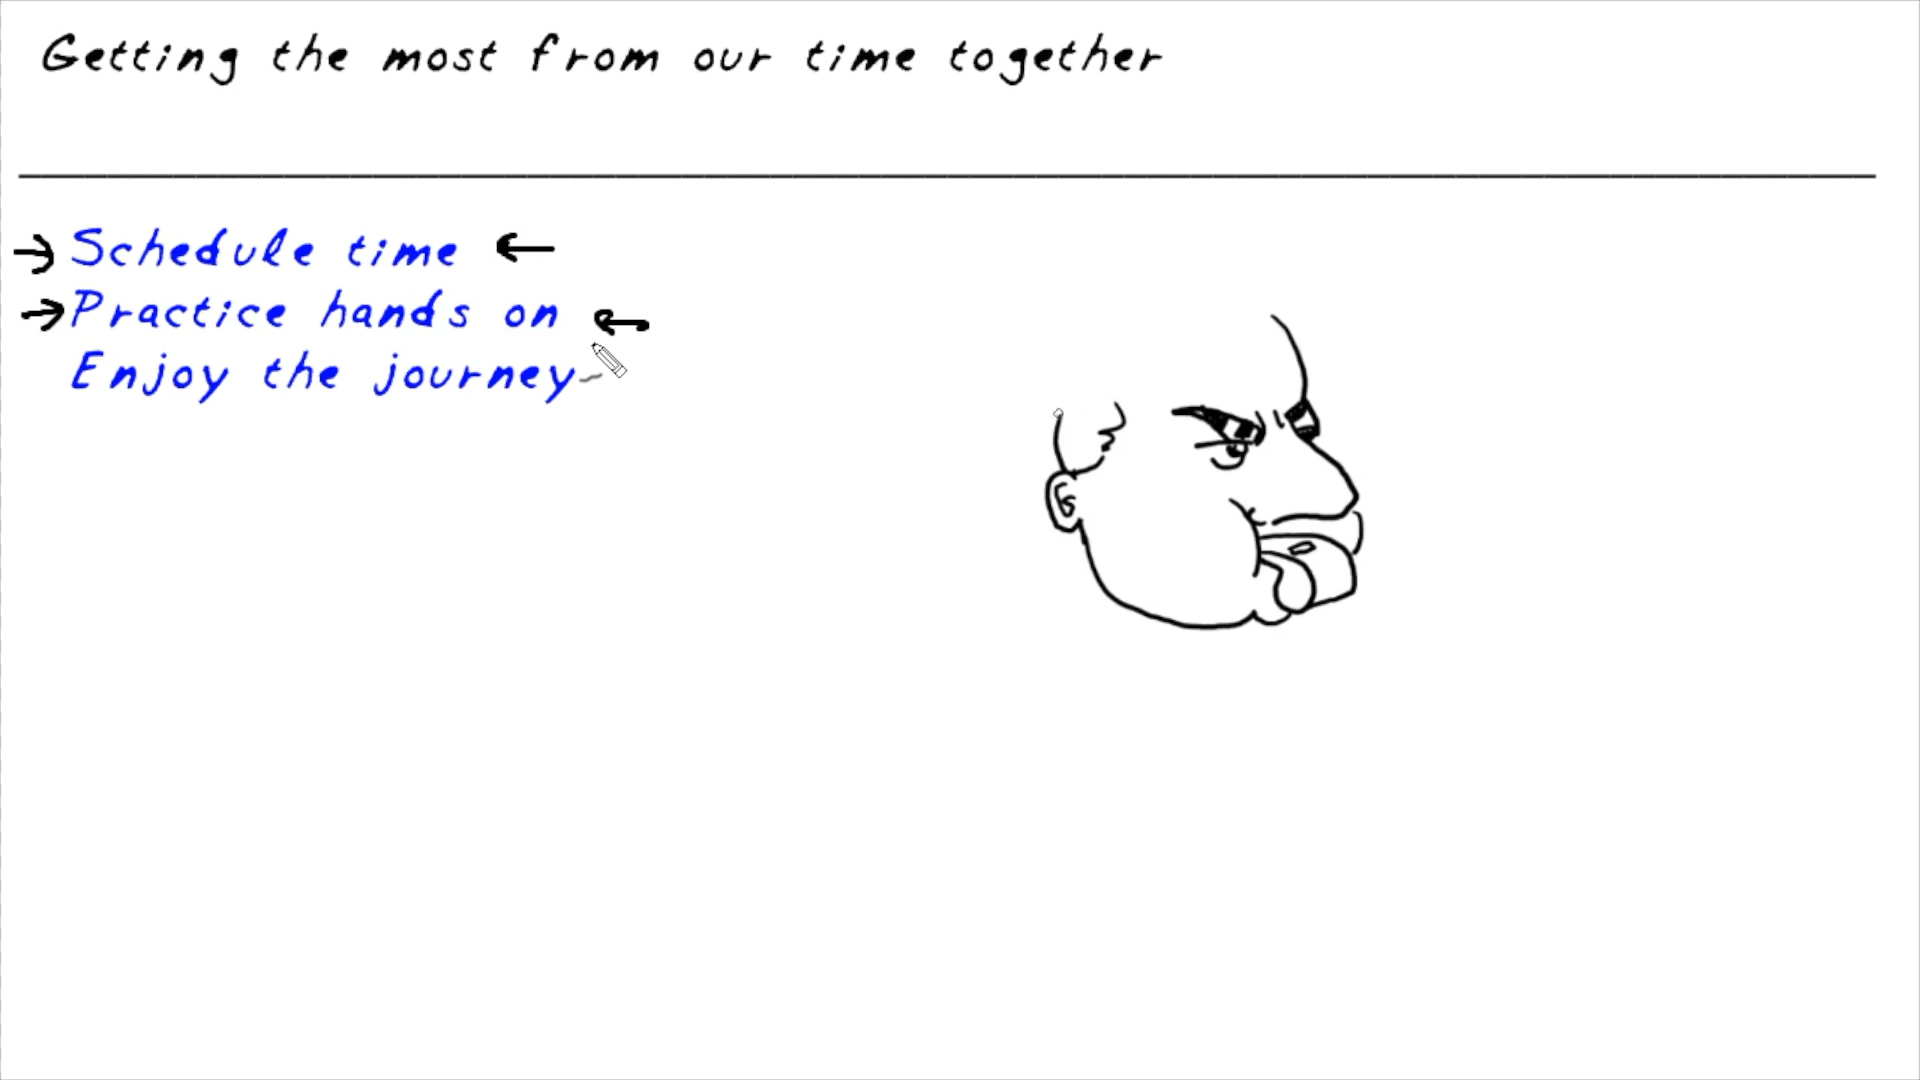 Getting the most from our time together
Schedule time
Practice hands on
Enjoy the journey